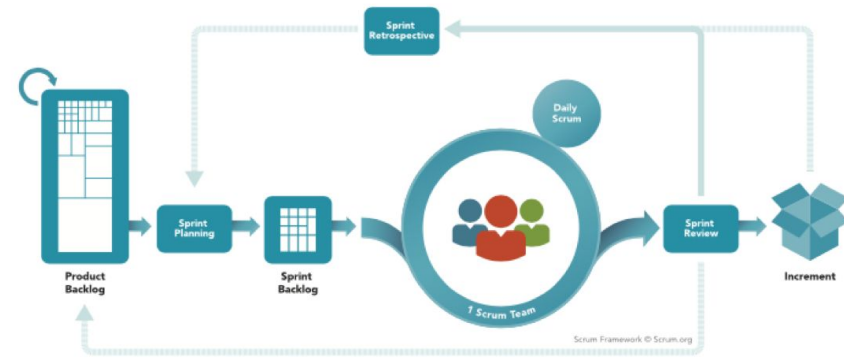 Sprint
Retrospective
Daily
Scrum
Sprint
Planning
Sprint
Review
Product
Backlog
Sprint
Backlog
1 Scrum Team
Increment
Scrum Framework © Scrum.org